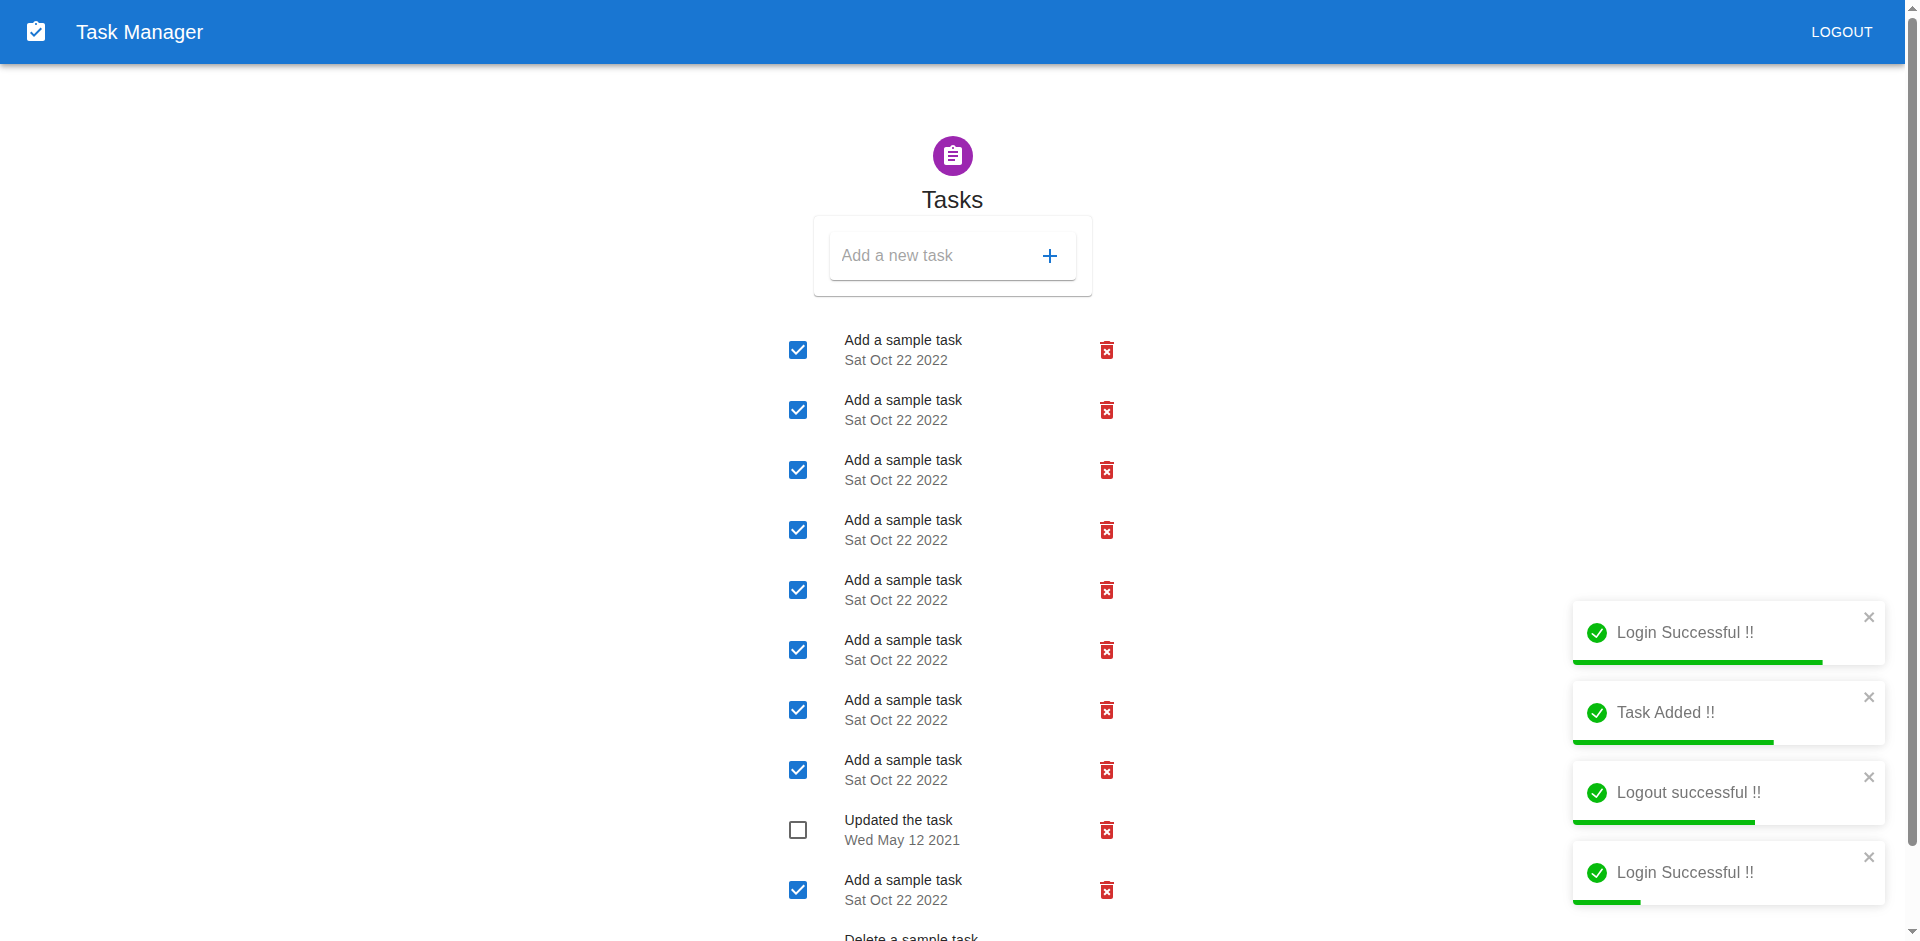 Task Manager
LOGOUT
Tasks
Add a new task
Add a sample task
Sat Oct 22 2022
Add a sample task
Sat Oct 22 2022
Add a sample task
Sat Oct 22 2022
Add a sample task
Sat Oct 22 2022
Add a sample task
Sat Oct 22 2022
Add a sample task
Sat Oct 22 2022
Add a sample task
Sat Oct 22 2022
Add a sample task
Sat Oct 22 2022
Updated the task
Wed May 12 2021
Add a sample task
Sat Oct 22 2022
Delete a sample task
Login Successful !!
Task Added !!
Logout successful !!
Login Successful !!